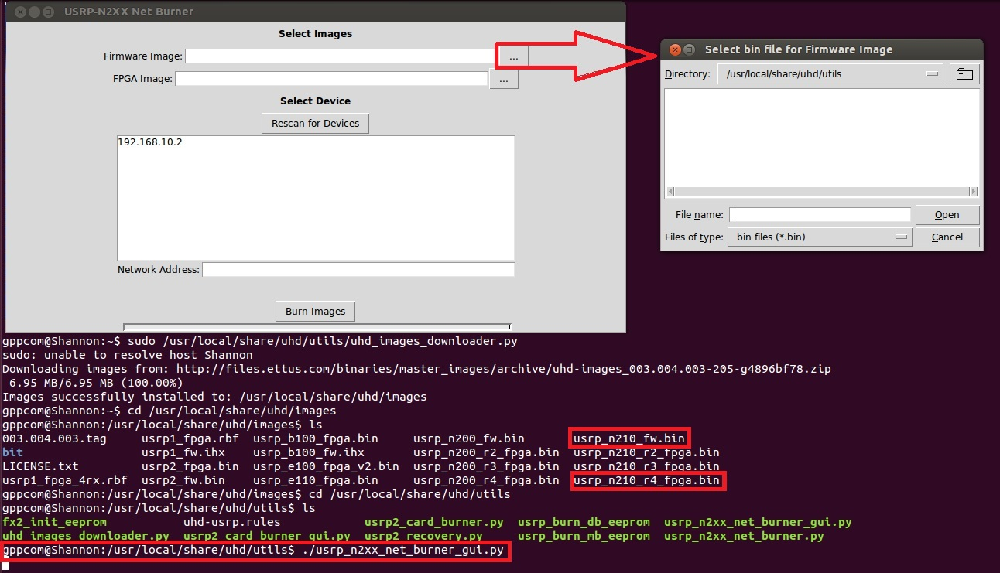 USRP-N2XX Net Burner
Select Images
Firmware Image: ...
FPGA Image: ...
Select Device
Rescan for Devices
192.168.10.2
Network Address:
Burn Images
Select bin file for Firmware Image
Directory: /usr/local/share/uhd/utils
File name: Open
Files of type: bin files (*.bin) Cancel
gppcom@Shannon:~$ sudo /usr/local/share/uhd/utils/uhd_images_downloader.py
sudo: unable to resolve host Shannon
Downloading images from: http://files.ettus.com/binaries/master_images/archive/uhd-images_003.004.003-205-g4896bf78.zip
6.95 MB/6.95 MB (100.00%)
Images successfully installed to: /usr/local/share/uhd/images
gppcom@Shannon:~$ cd /usr/local/share/uhd/images
gppcom@Shannon:/usr/local/share/uhd/images$ ls
003.004.003.tag usrp1_fpga.rbf usrp_b100_fpga.bin usrp_n200_fw.bin usrp_n210_fw.bin
bit usrp1_fw.ihx usrp_b100_fw.ihx usrp_n200_r2_fpga.bin usrp_n210_r2_fpga.bin
LICENSE.txt usrp2_fpga.bin usrp_e100_fpga_v2.bin usrp_n200_r3_fpga.bin usrp_n210_r3_fpga.bin
usrp1_fpga_4rx.rbf usrp2_fw.bin usrp_e110_fpga.bin usrp_n200_r4_fpga.bin usrp_n210_r4_fpga.bin
gppcom@Shannon:/usr/local/share/uhd/images$ cd /usr/local/share/uhd/utils
gppcom@Shannon:/usr/local/share/uhd/utils$ ls
fx2_init_eeprom uhd-usrp.rules usrp2_card_burner.py usrp_burn_db_eeprom usrp_n2xx_net_burner_gui.py
uhd_images_downloader.py usrp2_card_burner_gui.py usrp2_recovery.py usrp_burn_mb_eeprom usrp_n2xx_net_burner.py
gppcom@Shannon:/usr/local/share/uhd/utils$ ./usrp_n2xx_net_burner_gui.py